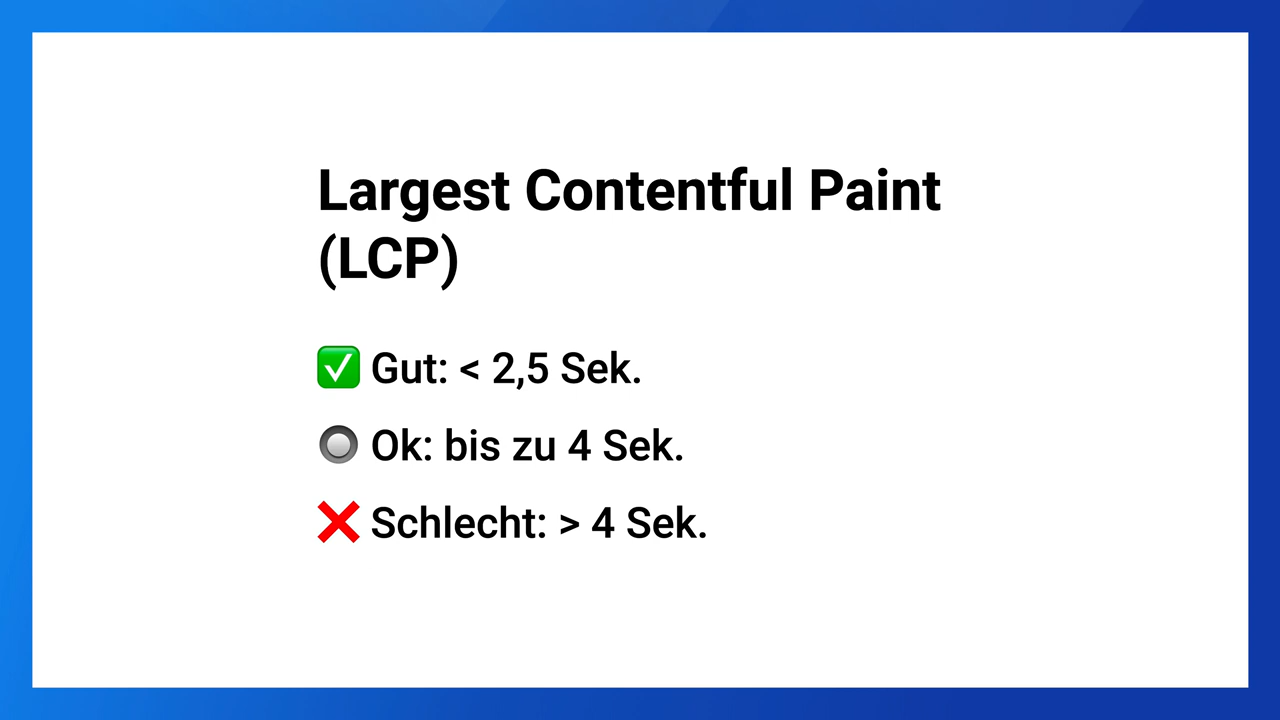 Largest Contentful Paint
(LCP)
✅ Gut: < 2,5 Sek.
🔘 Ok: bis zu 4 Sek.
❌ Schlecht: > 4 Sek.